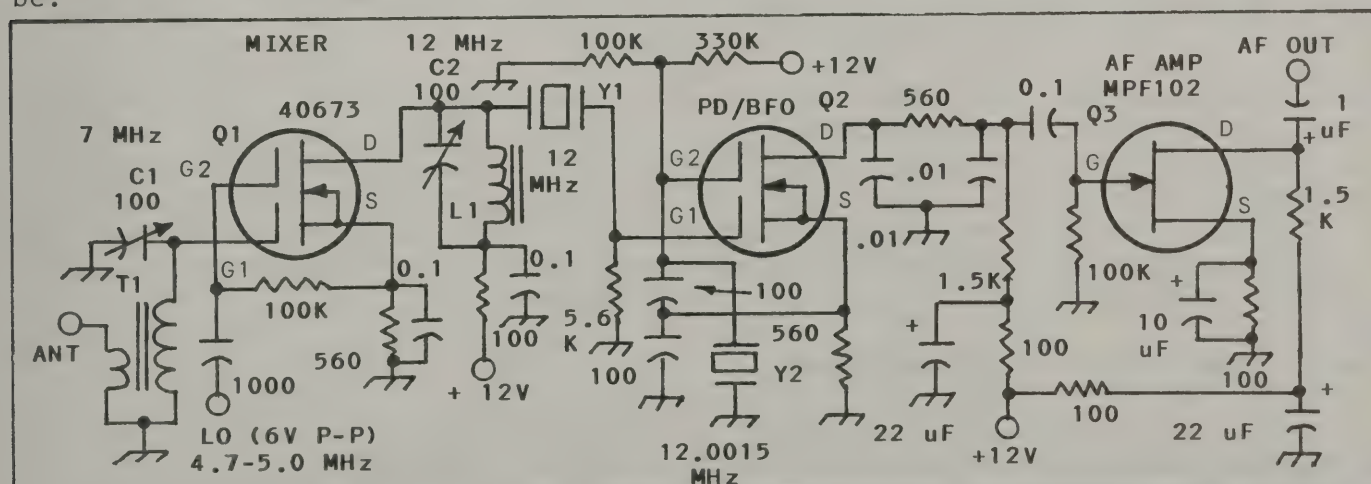 be.
MIXER
12 MHz
C2
100
100K
330K
+12V
AF OUT
AF AMP
MPF102
40673
Y1
PD/BFO
Q2
560
0.1
Q3
1
uF
+
7 MHz
Q1
D
G2
C1
100
S
L1
12
MHz
G2
G1
D
S
.01
G
D
S
1.5
K
T1
G1
0.1
100K
0.1
.01
1.5K
100K
ANT
560
100
5.6
K
100
100
560
+
10
uF
+
100
1000
+ 12V
Y2
22 uF
+
100
100
22 uF
+
LO (6V P-P)
4.7-5.0 MHz
12.0015
MHz
+12V